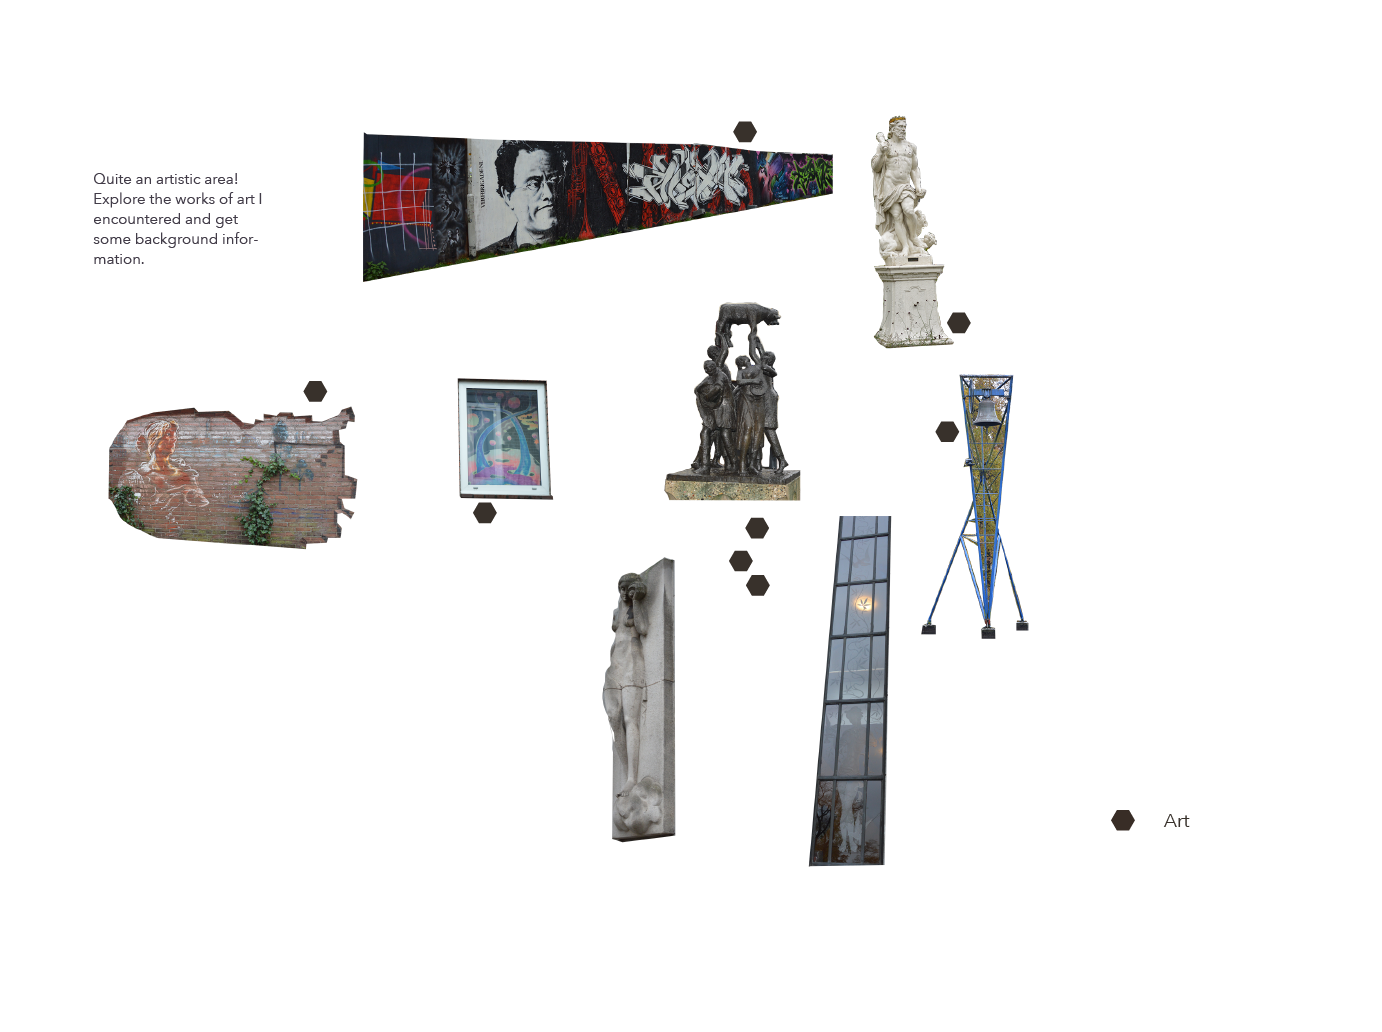 Quite an artistic area!
Explore the works of art I
encountered and get
some background infor-
mation.
Art